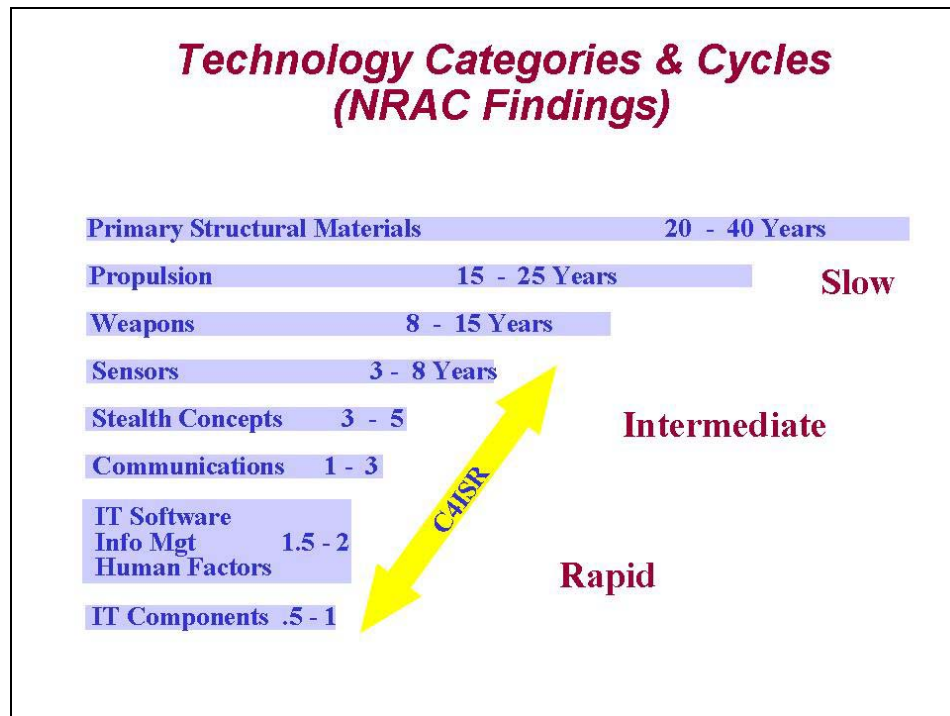 Technology Categories & Cycles
(NRAC Findings)
Primary Structural Materials 20 - 40 Years
Propulsion 15 - 25 Years
Slow
Weapons 8 - 15 Years
Sensors 3 - 8 Years
Stealth Concepts 3 - 5
Intermediate
Communications 1 - 3
C4ISR
IT Software
Info Mgt 1.5 - 2
Human Factors
Rapid
IT Components .5 - 1